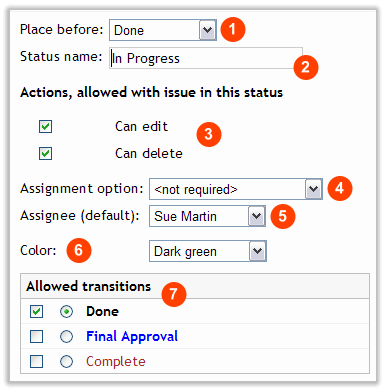 Place before: Done 1
Status name: In Progress 2
Actions, allowed with issue in this status
Can edit
3
Can delete
Assignment option: <not required> 4
Assignee (default): Sue Martin 5
Color: 6 Dark green
Allowed transitions 7
Done
Final Approval
Complete